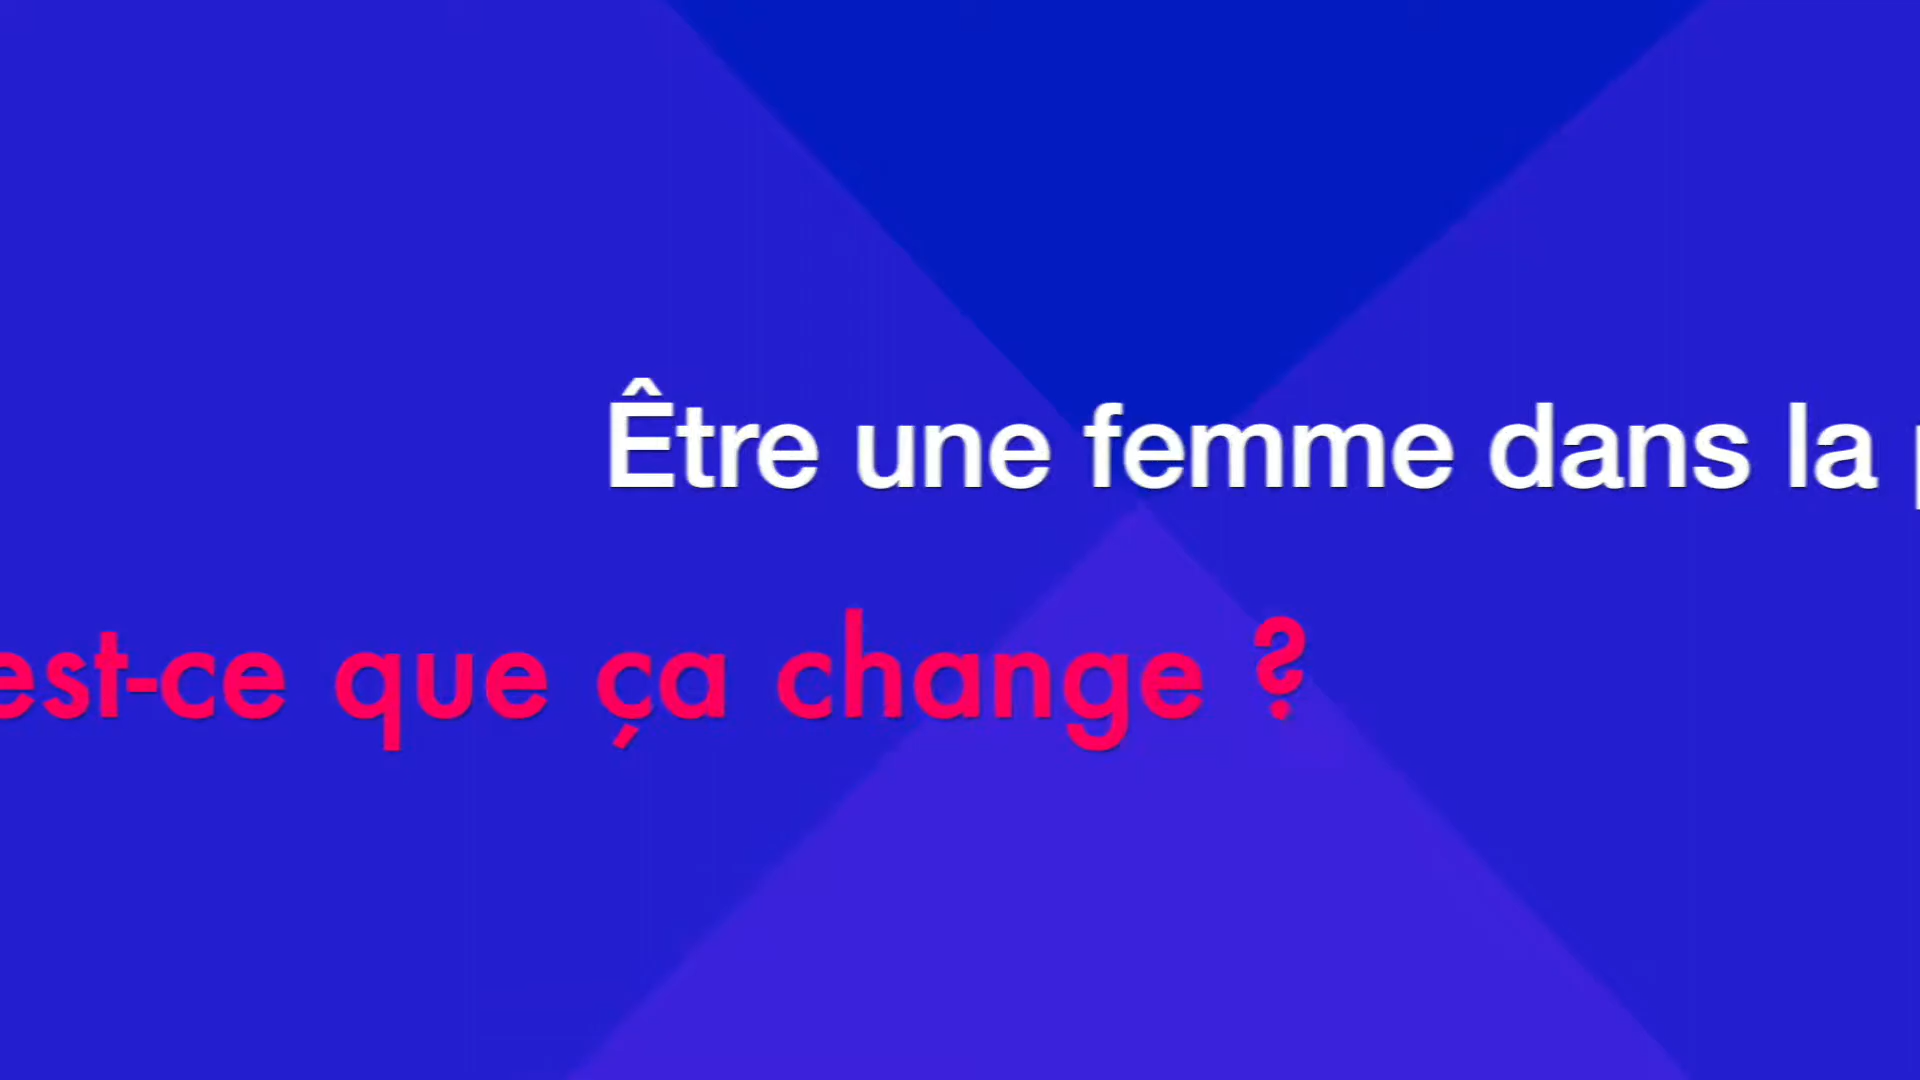 Être une femme dans la
est-ce que ça change ?